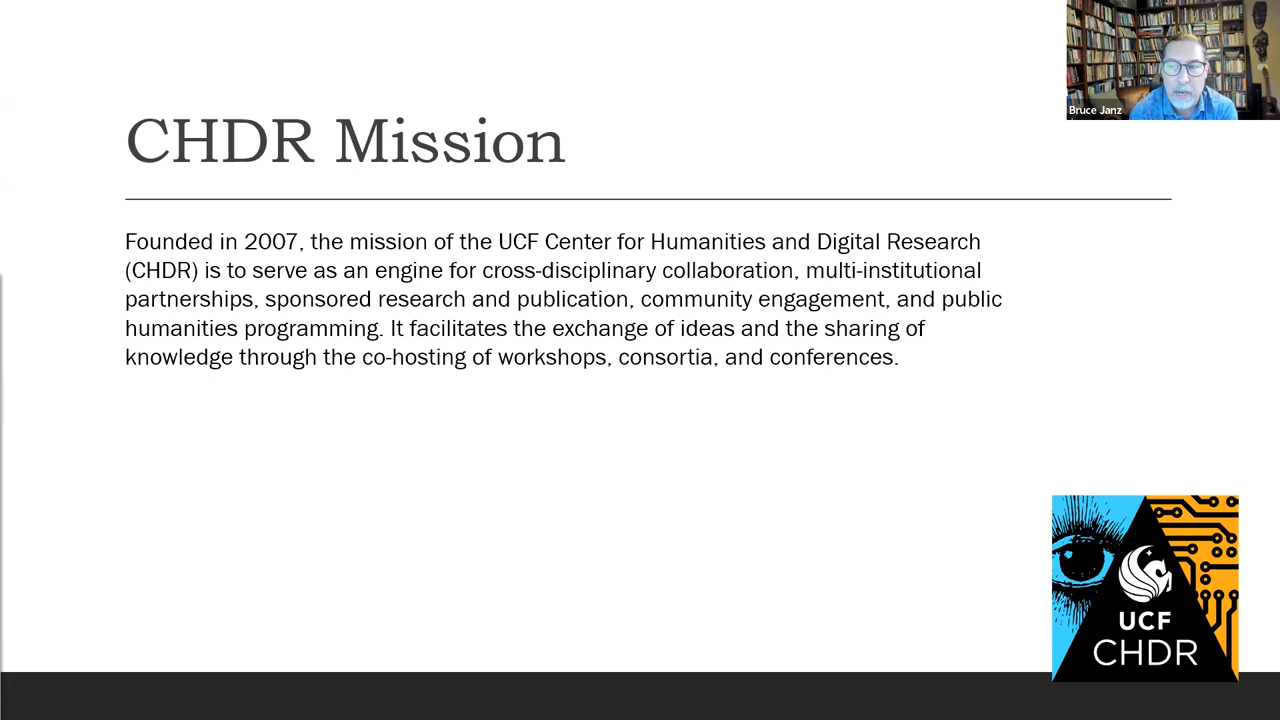 Bruce Janz
CHDR Mission
Founded in 2007, the mission of the UCF Center for Humanities and Digital Research
(CHDR) is to serve as an engine for cross-disciplinary collaboration, multi-institutional
partnerships, sponsored research and publication, community engagement, and public
humanities programming. It facilitates the exchange of ideas and the sharing of
knowledge through the co-hosting of workshops, consortia, and conferences.
UCF
CHDR